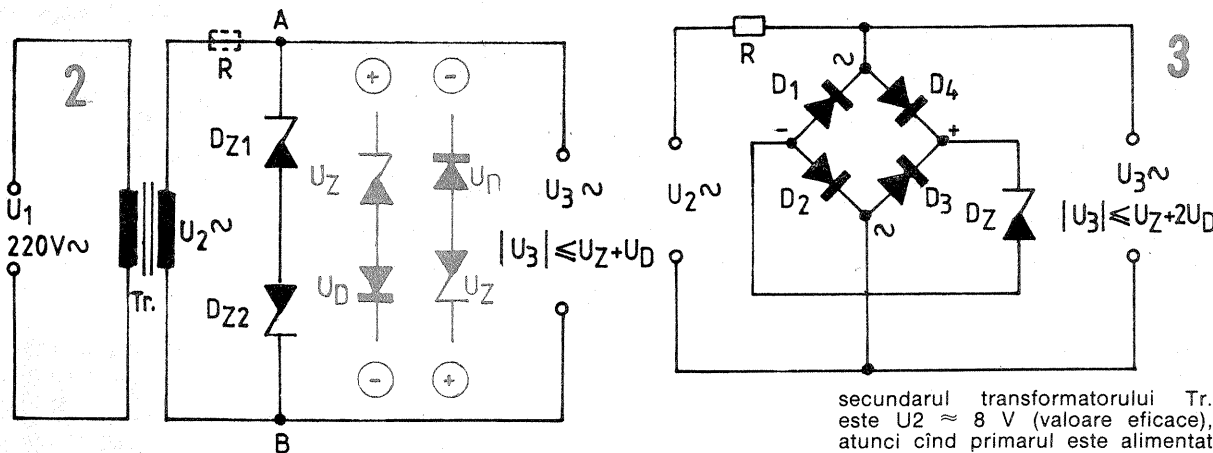 2
A
R
U1
220V~
Tr.
U2~
DZ1
DZ2
+
-
UZ
UD
-
UD
UZ
+
U3~
|U3| ≤ UZ+UD
B
3
R
U2~
~
D1
D4
-
+
D2
D3
~
DZ
U3~
|U3| ≤ UZ+2UD
secundarul transformatorului Tr.
este U2 ≈ 8 V (valoare eficace),
atunci cînd primarul este alimentat